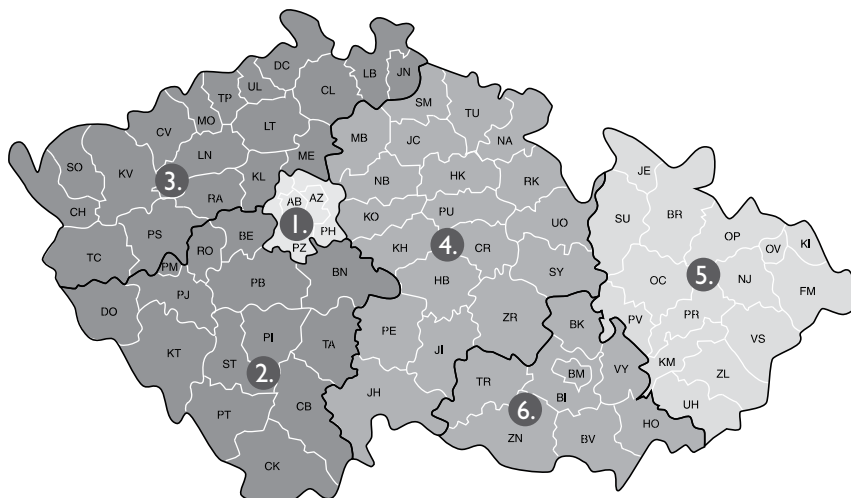 DC
LB
JN
UL
TP
CL
SM
MO
TU
CV
LT
MB
JC
NA
LN
ME
JE
SO
KV
3.
KL
NB
HK
RK
RA
AB
AZ
SU
BR
CH
KO
PU
1.
PH
UO
OP
PS
RO
BE
KI
OV
TC
PZ
KH
4.
CR
PM
BN
SY
OC
5.
NJ
PB
HB
FM
DO
PJ
PV
PR
ZR
PE
BK
VS
PI
TA
JI
KT
ST
KM
2.
VY
BM
ZL
TR
JH
BI
CB
6.
UH
PT
HO
ZN
BV
CK